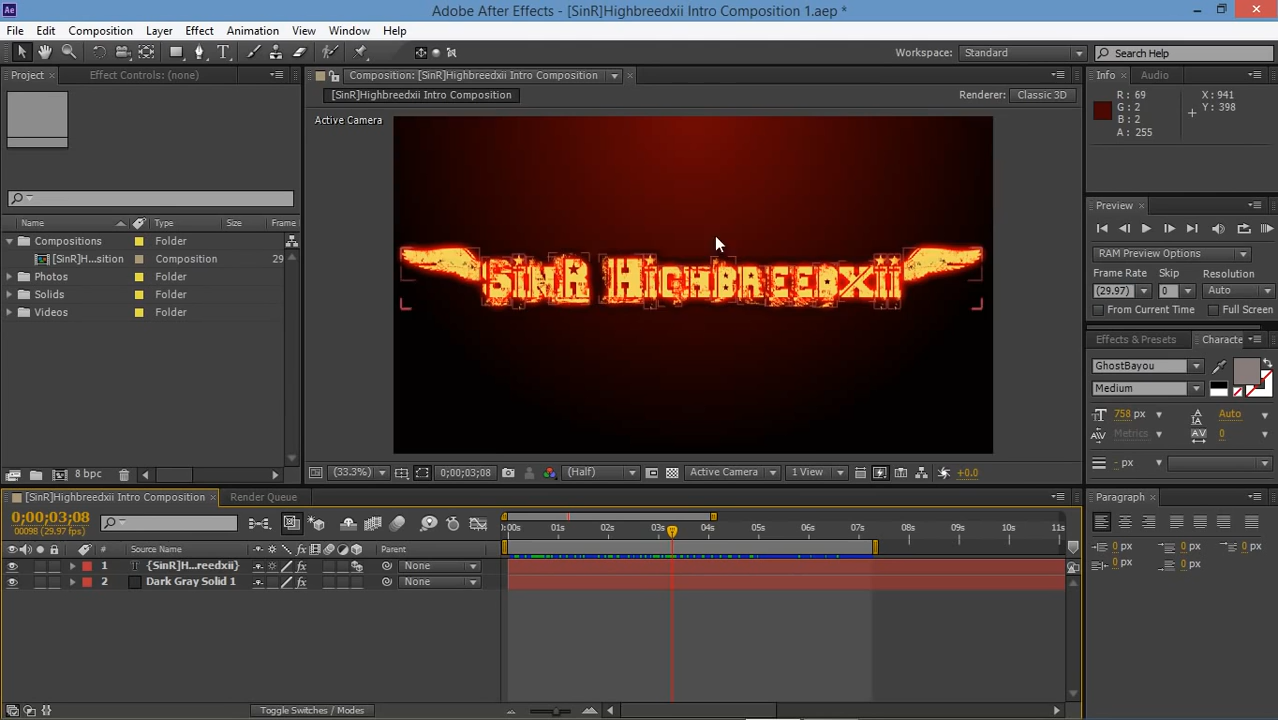 Adobe After Effects - [SinR]Highbreedxii Intro Composition 1.aep *
File Edit Composition Layer Effect Animation View Window Help
Workspace: Standard Search Help
Project Effect Controls: (none)
Composition: [SinR]Highbreedxii Intro Composition
Info Audio
[SinR]Highbreedxii Intro Composition Renderer: Classic 3D
R: 69 X: 941
G: 2 Y: 398
B: 2
A: 255
Active Camera
SinR Highbreedxii
Name Type Size Frame
Compositions Folder
[SinR]H...sition Composition 29
Photos Folder
Solids Folder
Videos Folder
8 bpc
Preview
RAM Preview Options
Frame Rate Skip Resolution
(29.97) 0 Auto
From Current Time Full Screen
Effects & Presets Characte
GhostBayou
Medium
758 px Auto
Metrics 0
- px
(33.3%) 0;00;03;08 (Half) Active Camera 1 View +0.0
[SinR]Highbreedxii Intro Composition Render Queue
Paragraph
0;00;03;08
00098 (29.97 fps)
:00s 01s 02s 03s 04s 05s 06s 07s 08s 09s 10s 11s
# Source Name Parent
1 {SinR}H...reedxii} None
2 Dark Gray Solid 1 None
0 px 0 px 0 px
0 px 0 px
Toggle Switches / Modes